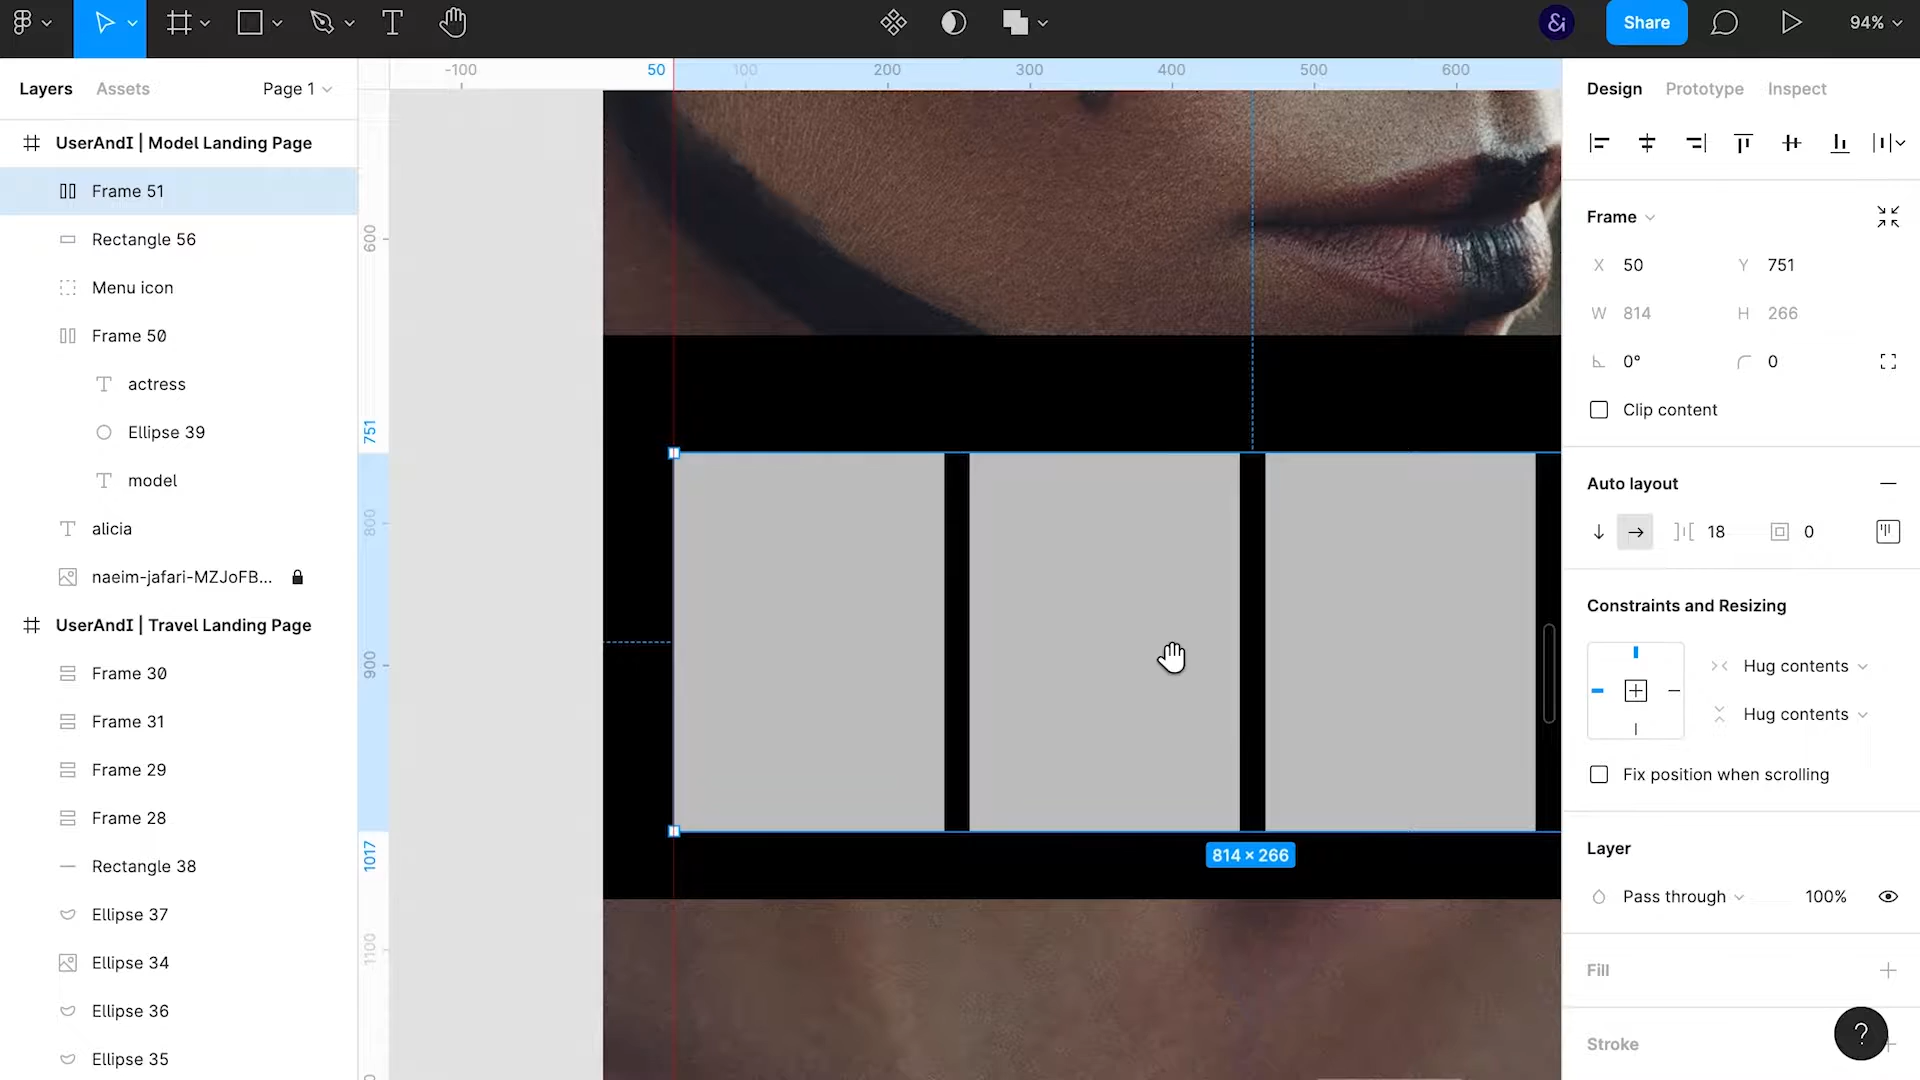 &i
Share
94%
Layers
Assets
Page 1
-100
50
100
200
300
400
500
600
Design
Prototype
Inspect
UserAndI | Model Landing Page
Frame 51
Rectangle 56
Menu icon
Frame 50
actress
Ellipse 39
model
alicia
naeim-jafari-MZJoFB...
UserAndI | Travel Landing Page
Frame 30
Frame 31
Frame 29
Frame 28
Rectangle 38
Ellipse 37
Ellipse 34
Ellipse 36
Ellipse 35
600
751
800
900
1017
1100
814 × 266
Frame
X 50
Y 751
W 814
H 266
0°
0
Clip content
Auto layout
18
0
Constraints and Resizing
Hug contents
Hug contents
Fix position when scrolling
Layer
Pass through
100%
Fill
Stroke
?